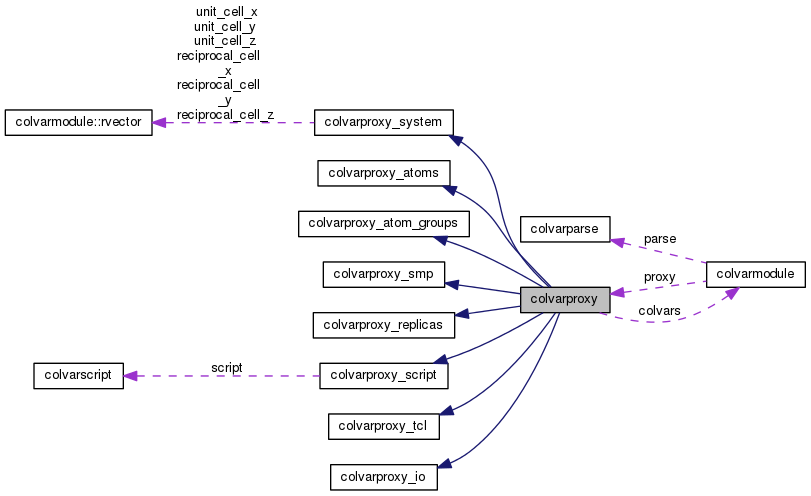 unit_cell_x
unit_cell_y
unit_cell_z
reciprocal_cell
_x
reciprocal_cell
_y
reciprocal_cell_z
colvarmodule::rvector
colvarproxy_system
colvarproxy_atoms
colvarproxy_atom_groups
colvarparse
parse
colvarproxy_smp
proxy
colvarmodule
colvarproxy
colvars
colvarproxy_replicas
colvarscript
script
colvarproxy_script
colvarproxy_tcl
colvarproxy_io